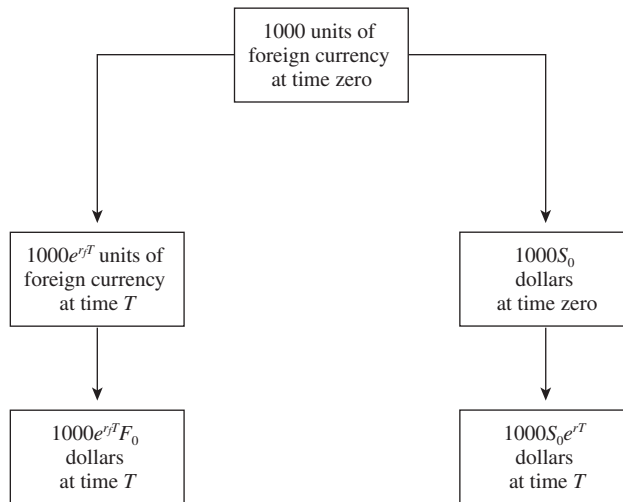 1000 units of
foreign currency
at time zero
1000e^{r_f T} units of
foreign currency
at time T
1000S_0
dollars
at time zero
1000e^{r_f T}F_0
dollars
at time T
1000S_0e^{rT}
dollars
at time T